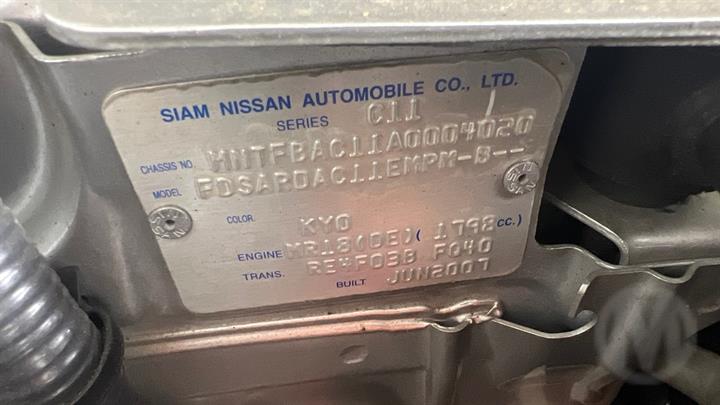 SIAM NISSAN AUTOMOBILE CO., LTD.
SERIES C11 /
CHASSIS NO. MNTFBAC11A0004020
MODEL FDSARDAC11EMPM-B--
COLOR KY0
ENGINE MR18(DE) ( 1798 CC.)
TRANS. RE4F03B F040
BUILT JUN2007